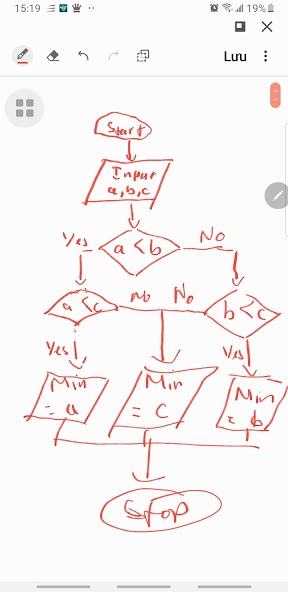 15:19
19%
Lưu
Start
Input
a,b,c
Yes
a < b
No
a < c
No
No
b < c
Yes
Yes
Min
= a
Min
= c
Min
= b
Stop